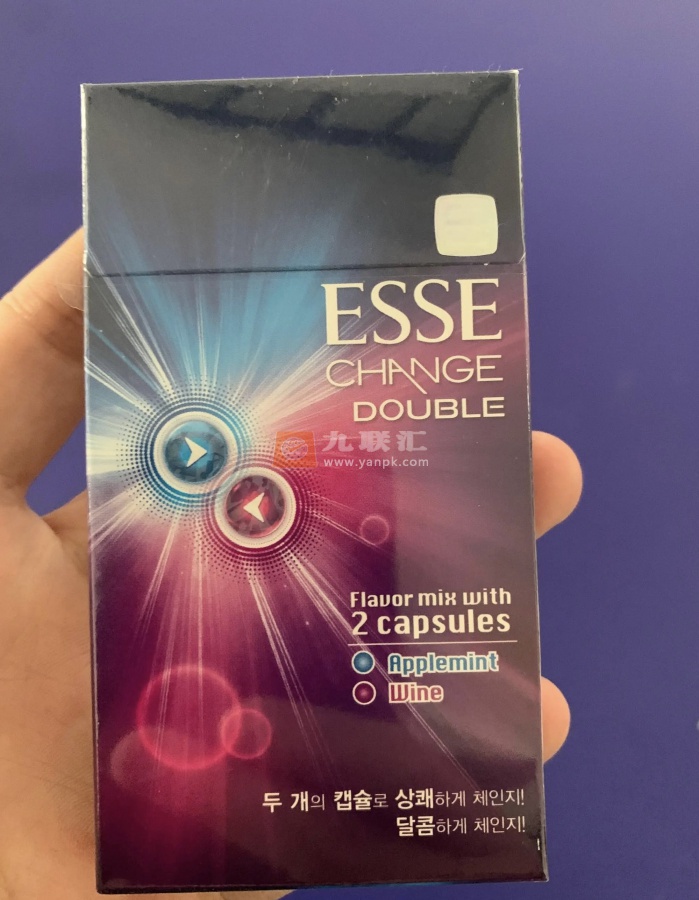 ESSE
CHANGE
DOUBLE
九联汇
www.yanpk.com
Flavor mix with
2 capsules
Applemint
Wine
두 개의 캡슐로 상쾌하게 체인지!
달콤하게 체인지!